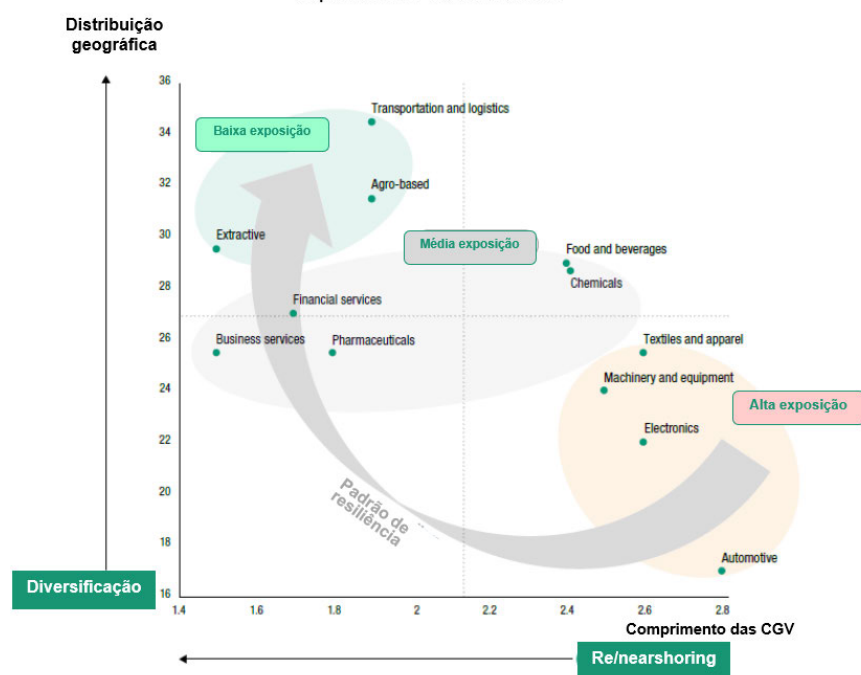 Distribuição
geográfica
36
34
32
30
28
26
24
22
20
18
16
Transportation and logistics
Baixa exposição
Agro-based
Extractive
Média exposição
Food and beverages
Chemicals
Financial services
Business services
Pharmaceuticals
Textiles and apparel
Machinery and equipment
Alta exposição
Electronics
Padrão de
resiliência
Automotive
Diversificação
1.4
1.6
1.8
2
2.2
2.4
2.6
2.8
Comprimento das CGV
Re/nearshoring